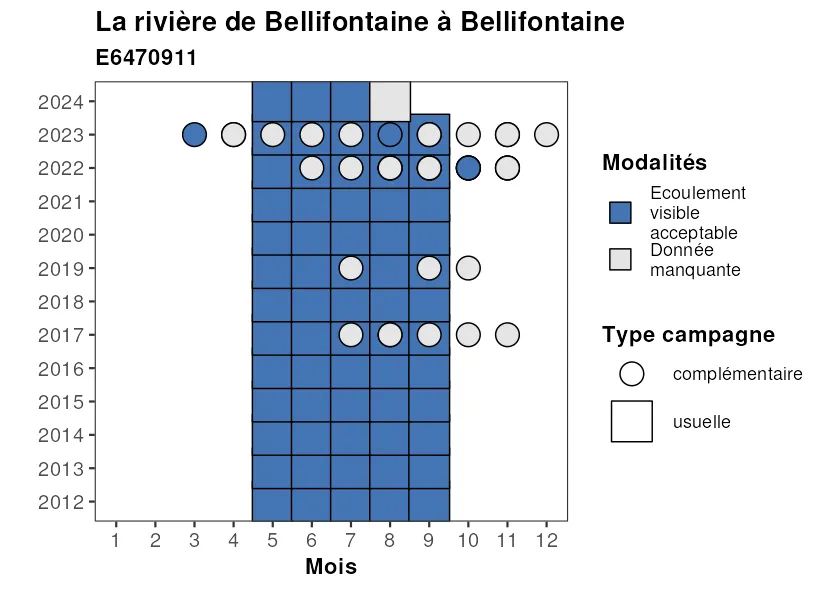 La rivière de Bellifontaine à Bellifontaine
E6470911
2024
2023
2022
2021
2020
2019
2018
2017
2016
2015
2014
2013
2012
1 2 3 4 5 6 7 8 9 10 11 12
Mois
Modalités
Ecoulement
visible
acceptable
Donnée
manquante
Type campagne
complémentaire
usuelle